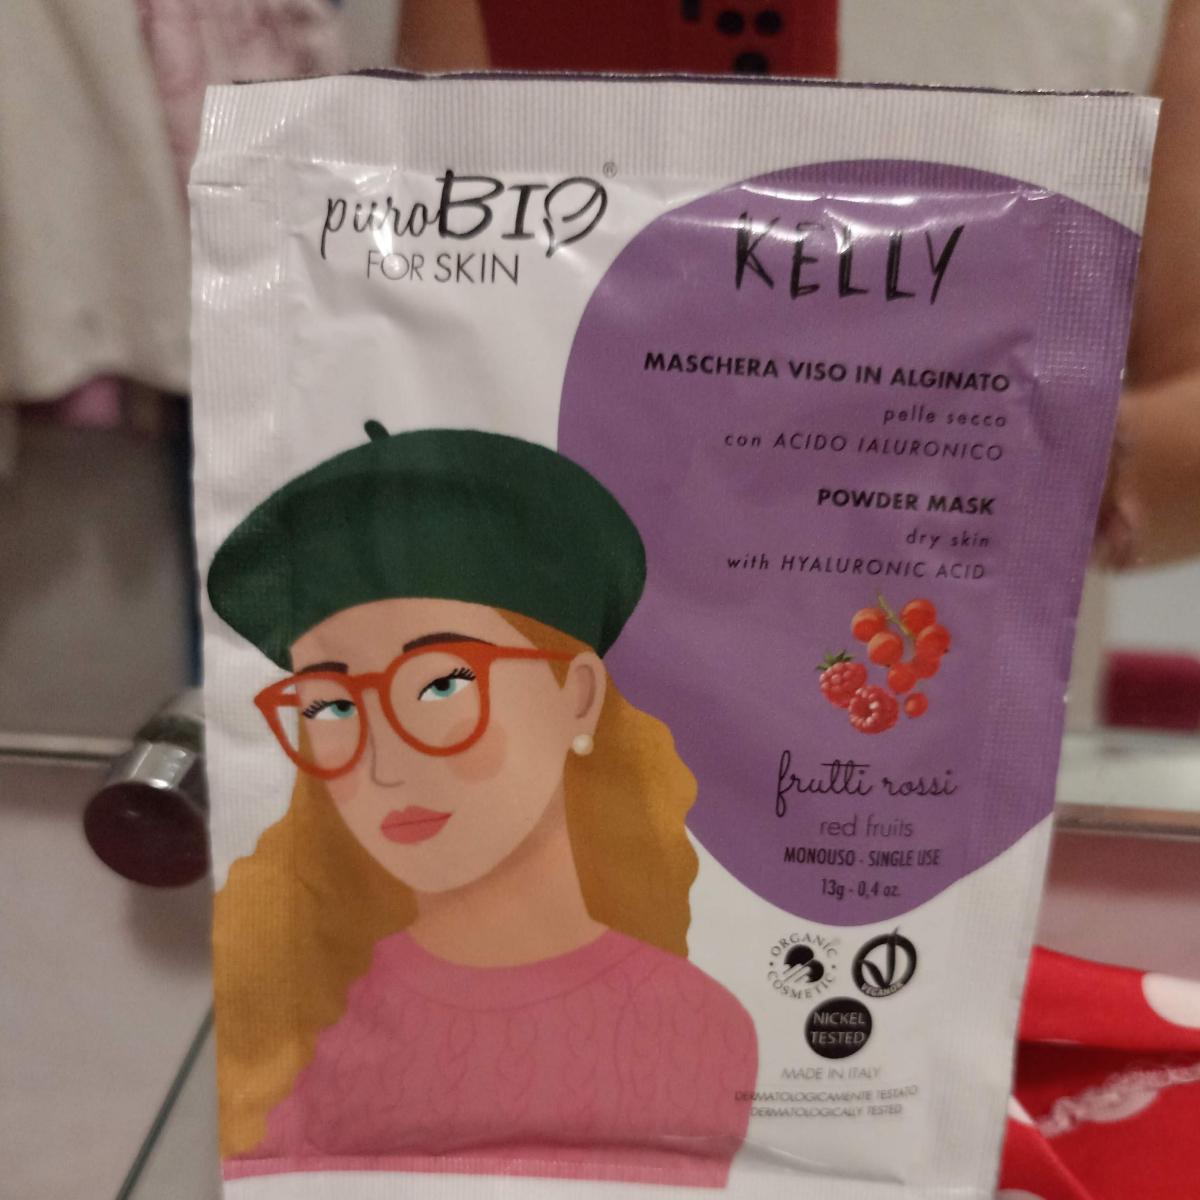 puroBIO®
FOR SKIN
KELLY
MASCHERA VISO IN ALGINATO
pelle secca
con ACIDO IALURONICO
POWDER MASK
dry skin
with HYALURONIC ACID
frutti rossi
red fruits
MONOUSO - SINGLE USE
13g - 0,4 oz.
ORGANIC COSMETIC
VEGANOK
NICKEL
TESTED
MADE IN ITALY
DERMATOLOGICAMENTE TESTATO
DERMATOLOGICALLY TESTED